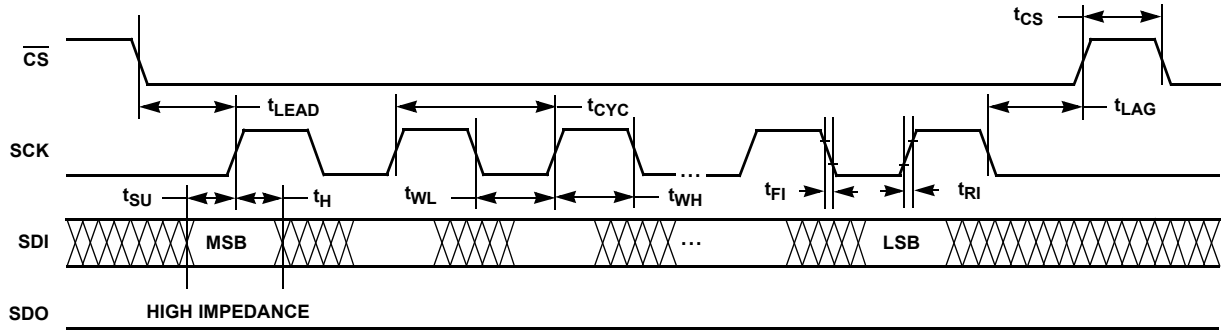 tCS
CS
tLEAD
tCYC
tLAG
SCK
...
tSU
tH
tWL
tWH
tFI
tRI
SDI
MSB
...
LSB
HIGH IMPEDANCE
SDO